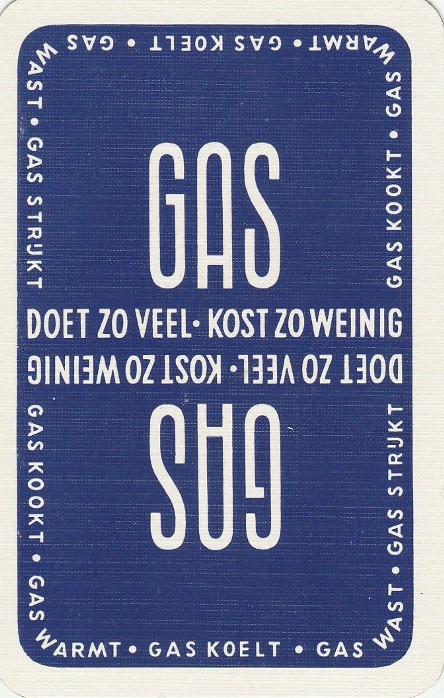 GAS KOOKT • GAS WARMT • GAS KOELT • GAS WAST • GAS STRIJKT
GAS
DOET ZO VEEL • KOST ZO WEINIG
DOET ZO VEEL • KOST ZO WEINIG
GAS
GAS KOOKT • GAS WARMT • GAS KOELT • GAS WAST • GAS STRIJKT